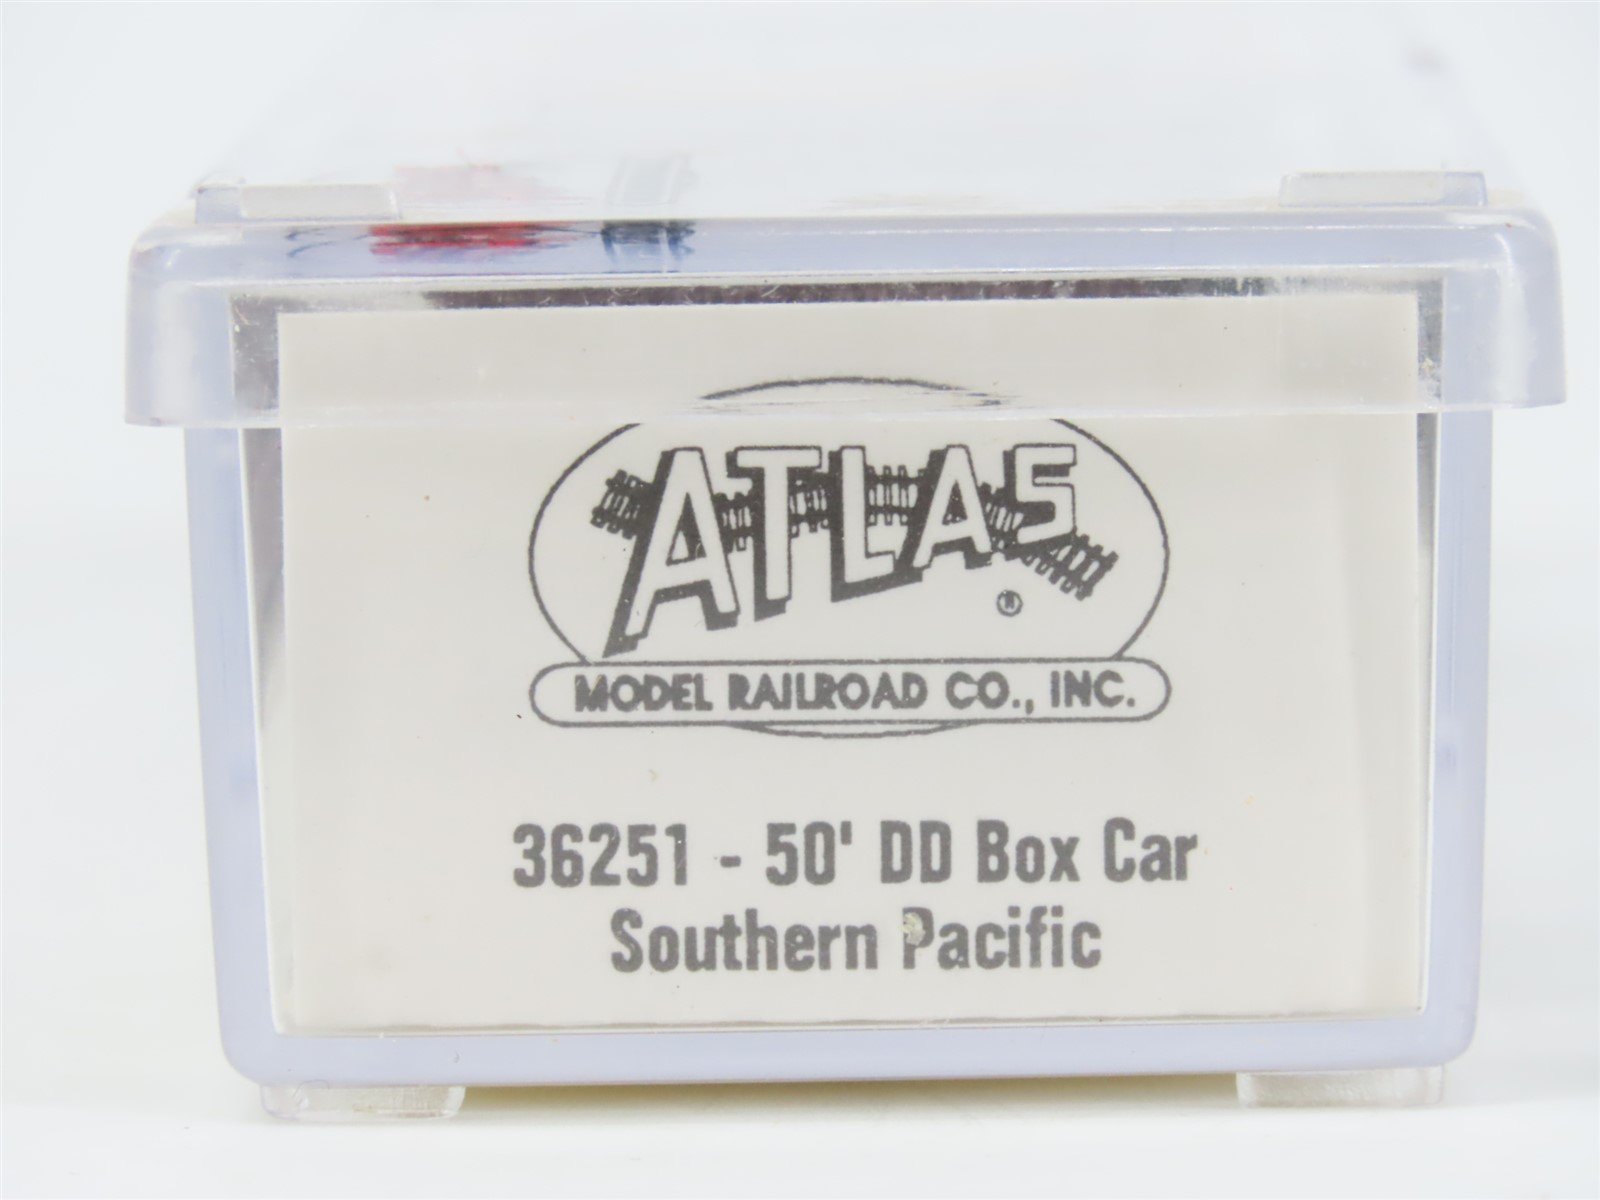 ATLAS ®
MODEL RAILROAD CO., INC.
36251 - 50' DD Box Car
Southern Pacific